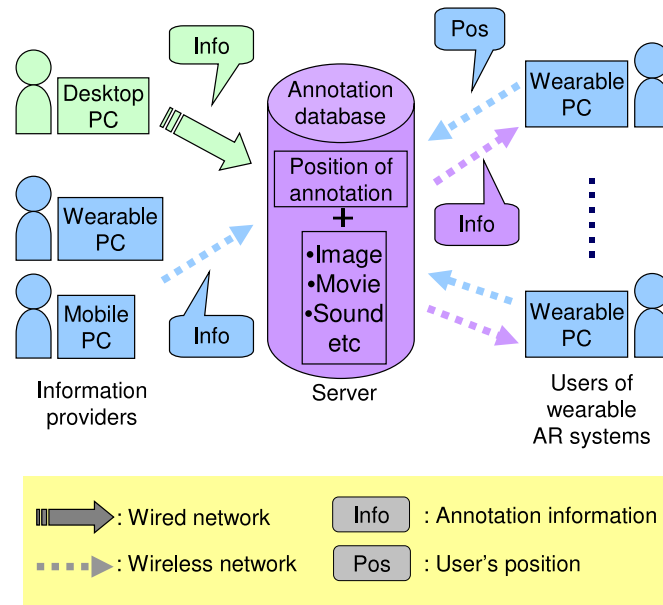 Info
Desktop
PC
Wearable
PC
Mobile
PC
Info
Information
providers
Annotation
database
Position of
annotation
+
•Image
•Movie
•Sound
etc
Server
Pos
Wearable
PC
Info
Wearable
PC
Users of
wearable
AR systems
: Wired network
Info : Annotation information
: Wireless network
Pos : User's position